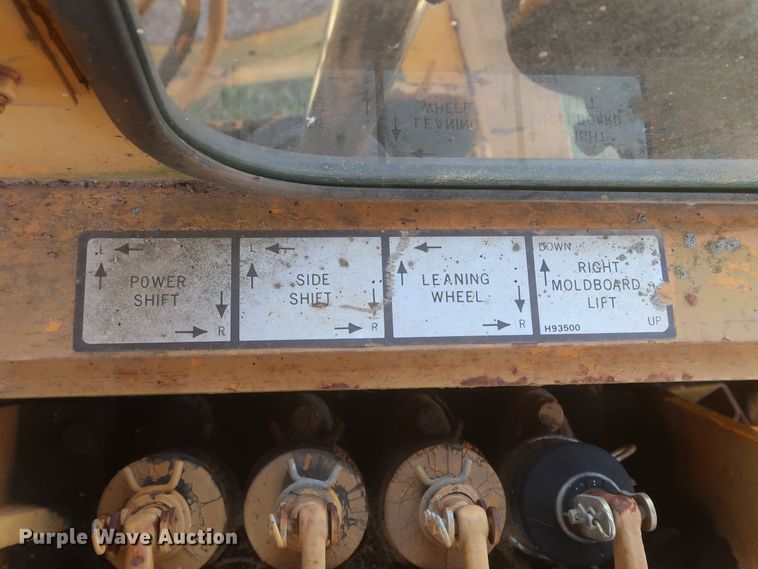 L
POWER
SHIFT
R
L
SIDE
SHIFT
R
LEANING
WHEEL
R
DOWN
RIGHT
MOLDBOARD
LIFT
H93500
UP
Purple Wave Auction